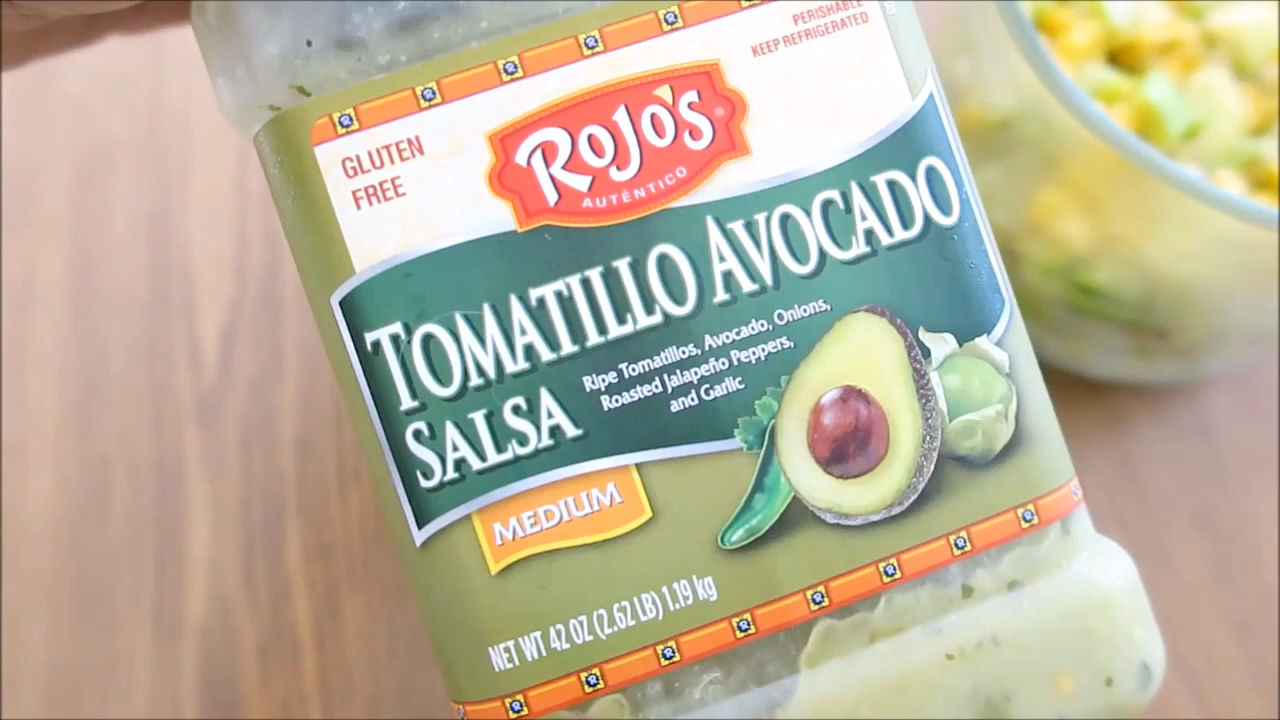 PERISHABLE
KEEP REFRIGERATED
GLUTEN
FREE
ROJO'S®
AUTÉNTICO
TOMATILLO AVOCADO
SALSA
Ripe Tomatillos, Avocado, Onions,
Roasted Jalapeño Peppers,
and Garlic
MEDIUM
NET WT 42 OZ (2.62 LB) 1.19 kg